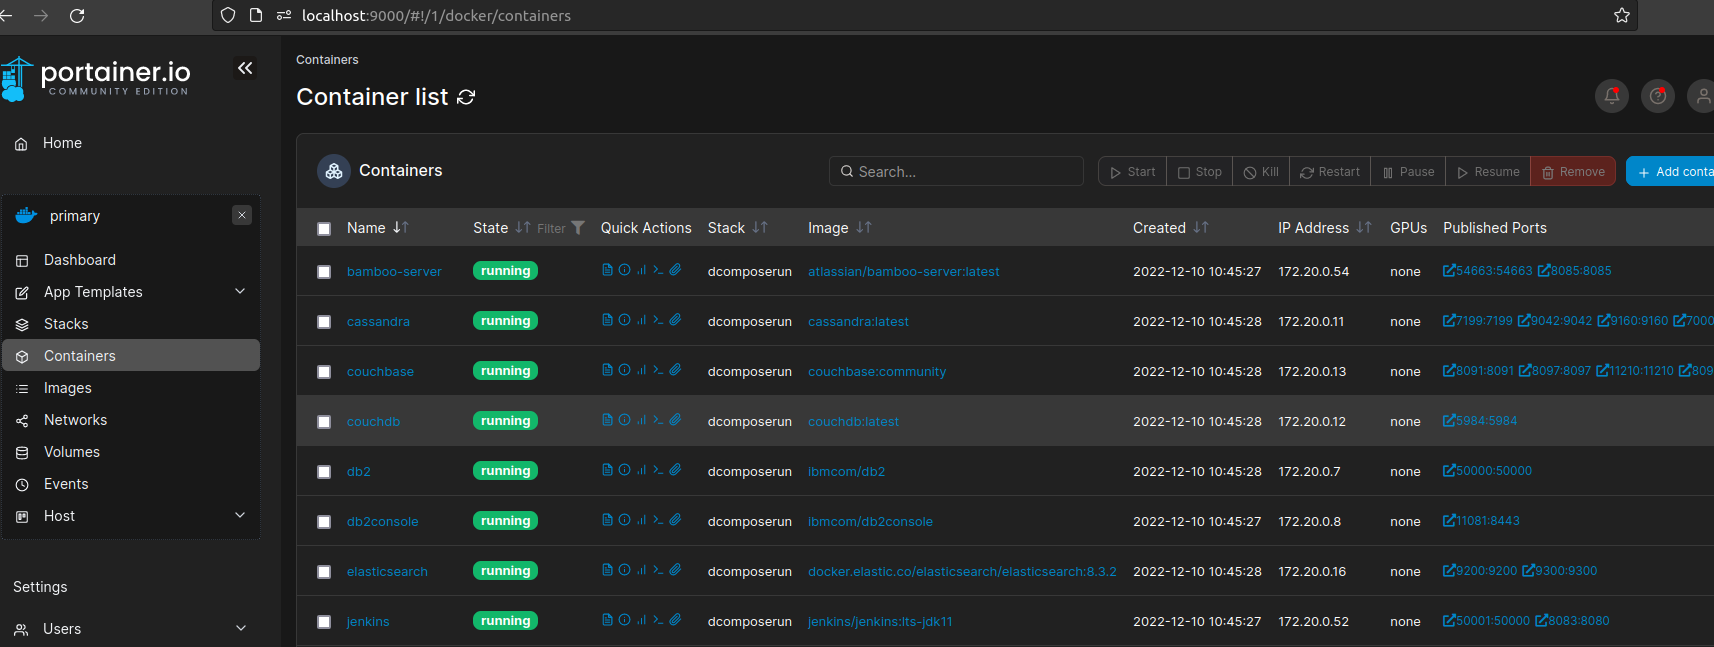 localhost:9000/#!/1/docker/containers
portainer.io
COMMUNITY EDITION
Home
primary
Dashboard
App Templates
Stacks
Containers
Images
Networks
Volumes
Events
Host
Settings
Users
Containers
Container list
Containers
Search...
Start Stop Kill Restart Pause Resume Remove + Add conta
Name State Filter Quick Actions Stack Image Created IP Address GPUs Published Ports
bamboo-server running dcomposerun atlassian/bamboo-server:latest 2022-12-10 10:45:27 172.20.0.54 none 54663:54663 8085:8085
cassandra running dcomposerun cassandra:latest 2022-12-10 10:45:28 172.20.0.11 none 7199:7199 9042:9042 9160:9160 7000
couchbase running dcomposerun couchbase:community 2022-12-10 10:45:28 172.20.0.13 none 8091:8091 8097:8097 11210:11210 809
couchdb running dcomposerun couchdb:latest 2022-12-10 10:45:28 172.20.0.12 none 5984:5984
db2 running dcomposerun ibmcom/db2 2022-12-10 10:45:28 172.20.0.7 none 50000:50000
db2console running dcomposerun ibmcom/db2console 2022-12-10 10:45:27 172.20.0.8 none 11081:8443
elasticsearch running dcomposerun docker.elastic.co/elasticsearch/elasticsearch:8.3.2 2022-12-10 10:45:28 172.20.0.16 none 9200:9200 9300:9300
jenkins running dcomposerun jenkins/jenkins:lts-jdk11 2022-12-10 10:45:27 172.20.0.52 none 50001:50000 8083:8080